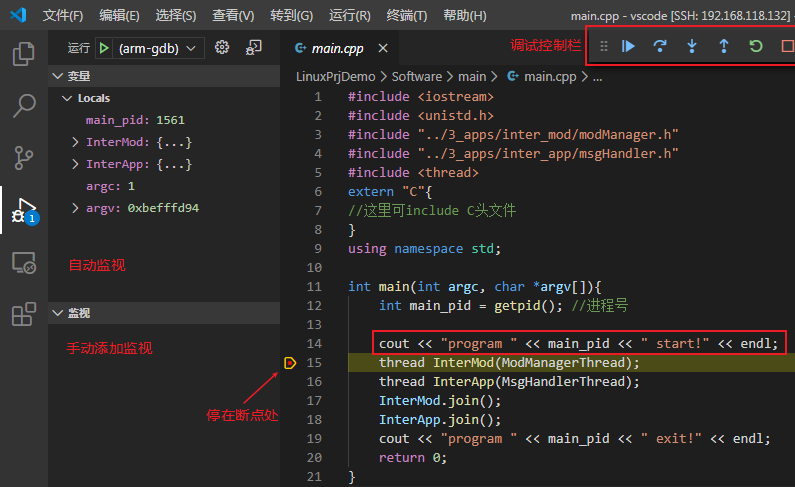 文件(F) 编辑(E) 选择(S) 查看(V) 转到(G) 运行(R) 终端(T) 帮助(H) main.cpp - vscode [SSH: 192.168.118.132]
运行 (arm-gdb)
main.cpp
调试控制栏
变量
Locals
main_pid: 1561
InterMod: {...}
InterApp: {...}
argc: 1
argv: 0xbefffd94
自动监视
监视
手动添加监视
停在断点处
1
LinuxPrjDemo > Software > main > main.cpp > ...
1 #include <iostream>
2 #include <unistd.h>
3 #include "../3_apps/inter_mod/modManager.h"
4 #include "../3_apps/inter_app/msgHandler.h"
5 #include <thread>
6 extern "C"{
7 //这里可include C头文件
8 }
9 using namespace std;
10
11 int main(int argc, char *argv[]){
12 int main_pid = getpid(); //进程号
13
14 cout << "program " << main_pid << " start!" << endl;
15 thread InterMod(ModManagerThread);
16 thread InterApp(MsgHandlerThread);
17 InterMod.join();
18 InterApp.join();
19 cout << "program " << main_pid << " exit!" << endl;
20 return 0;
21 }